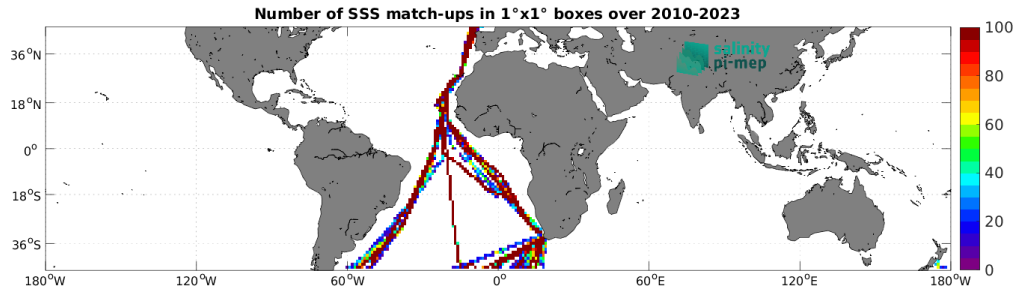 Number of SSS match-ups in 1°x1° boxes over 2010-2023
salinity
pi-mep
36°N
18°N
0°
18°S
36°S
180°W 120°W 60°W 0° 60°E 120°E 180°W
100
80
60
40
20
0